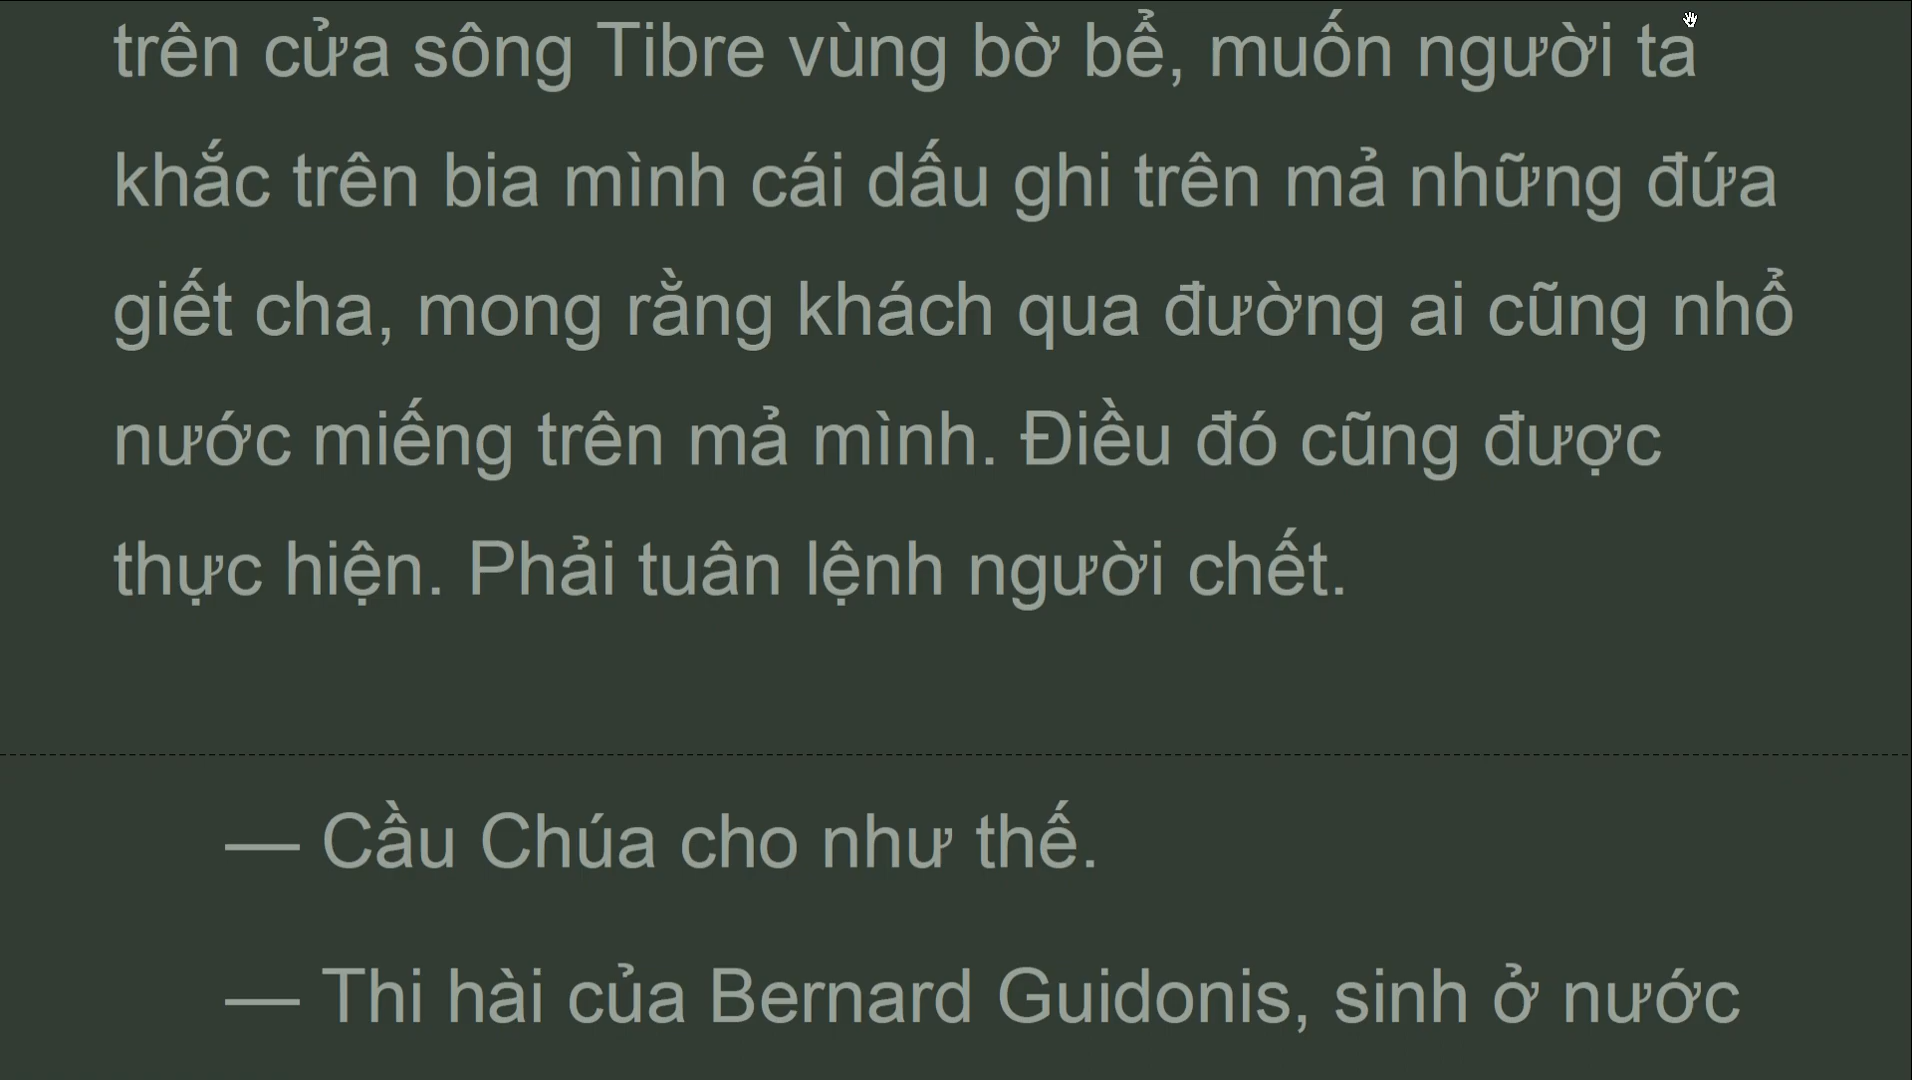 trên cửa sông Tibre vùng bờ bể, muốn người ta
khắc trên bia mình cái dấu ghi trên mả những đứa
giết cha, mong rằng khách qua đường ai cũng nhổ
nước miếng trên mả mình. Điều đó cũng được
thực hiện. Phải tuân lệnh người chết.
— Cầu Chúa cho như thế.
— Thi hài của Bernard Guidonis, sinh ở nước